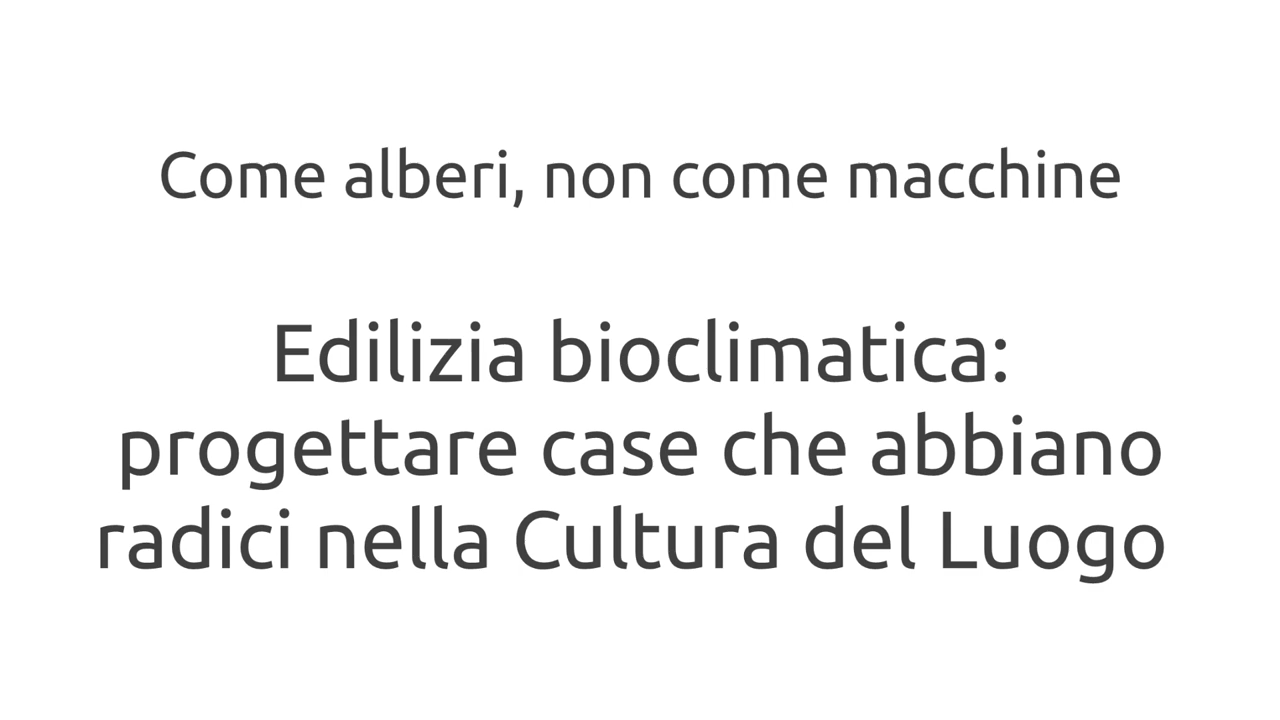 Come alberi, non come macchine
Edilizia bioclimatica:
progettare case che abbiano
radici nella Cultura del Luogo